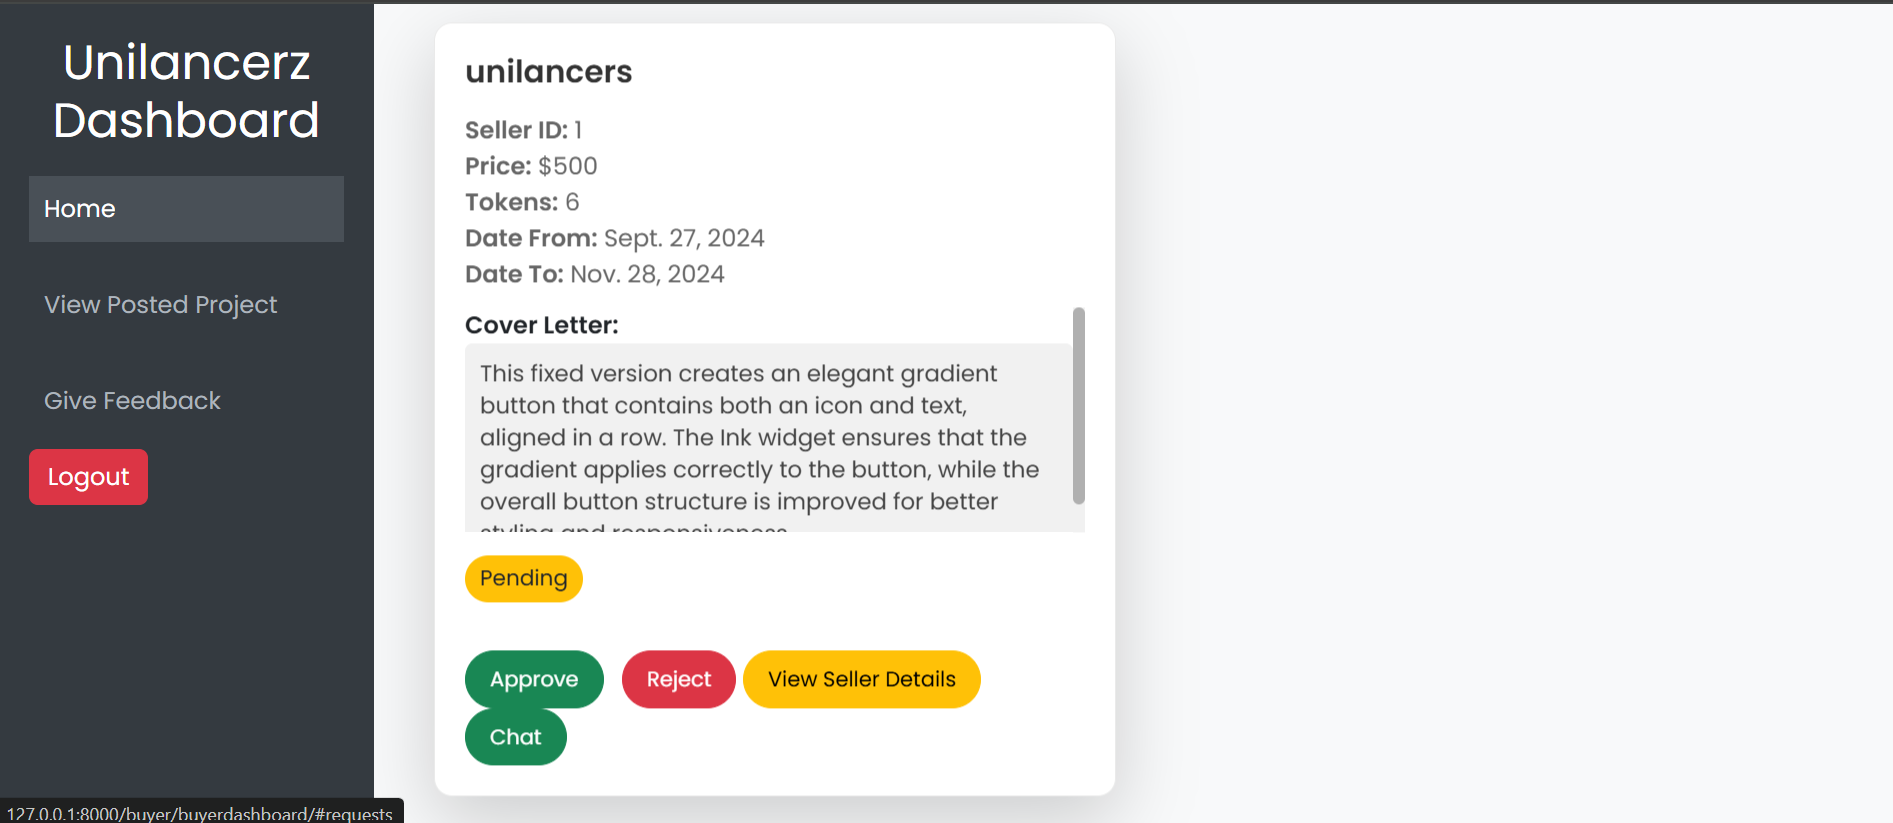 Unilancerz
Dashboard
Home
View Posted Project
Give Feedback
Logout
unilancers
Seller ID: 1
Price: $500
Tokens: 6
Date From: Sept. 27, 2024
Date To: Nov. 28, 2024
Cover Letter:
This fixed version creates an elegant gradient
button that contains both an icon and text,
aligned in a row. The Ink widget ensures that the
gradient applies correctly to the button, while the
overall button structure is improved for better
styling and responsiveness.
Pending
Approve
Reject
View Seller Details
Chat
127.0.0.1:8000/buyer/buyerdashboard/#requests